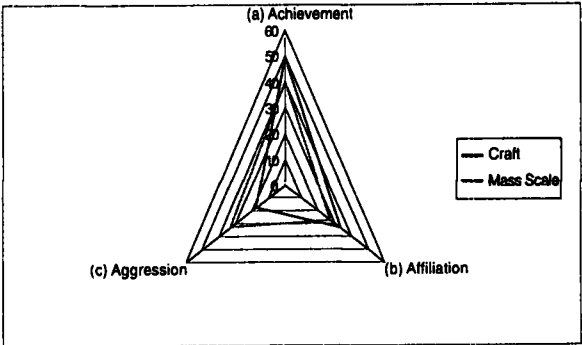 (a) Achievement
60
50
40
30
20
10
0
Craft
Mass Scale
(c) Aggression
(b) Affiliation